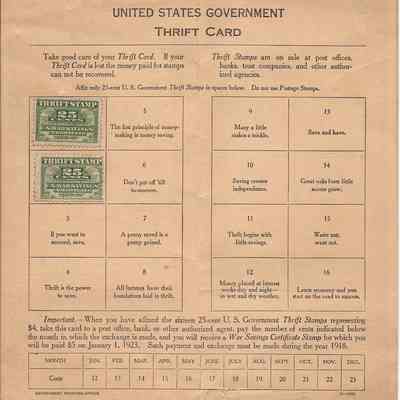 UNITED STATES GOVERNMENT
THRIFT CARD
Take good care of your Thrift Card. If your
Thrift Card is lost the money paid for stamps
can not be recovered.
Thrift Stamps are on sale at post offices,
banks, trust companies, and other author-
ized agencies.
Affix only 25-cent U. S. Government Thrift Stamps in spaces below. Do not use Postage Stamps.
THRIFT STAMP
25
CENTS
THRIFT STAMP
25
CENTS
3
If you want to
succeed, save.
4
Thrift is the power
to save.
5
The first principle of money-
making is money saving.
6
Don't put off 'till
to-morrow.
7
A penny saved is a
penny gained.
8
All fortunes have their
foundations laid in thrift.
9
Many a little
makes a mickle.
10
Saving creates
independence.
11
Thrift begins with
little savings.
12
Money placed at interest
works day and night—
in wet and dry weather.
13
Save and have.
14
Great oaks from little
acorns grow.
15
Waste not,
want not.
16
Learn economy and you
start on the road to success.
Important.—When you have affixed the sixteen 25-cent U. S. Government Thrift Stamps representing
$4, take this card to a post office, bank, or other authorized agent, pay the number of cents indicated below
the month in which the exchange is made, and you will receive a War Savings Certificate Stamp for which you
will be paid $5 on January 1, 1923. Such payment and exchange must be made during the year 1918.
MONTH JAN. FEB. MAR. APR. MAY JUNE JULY AUG. SEPT. OCT. NOV. DEC.
Cents 12 13 14 15 16 17 18 19 20 21 22 23
GOVERNMENT PRINTING OFFICE